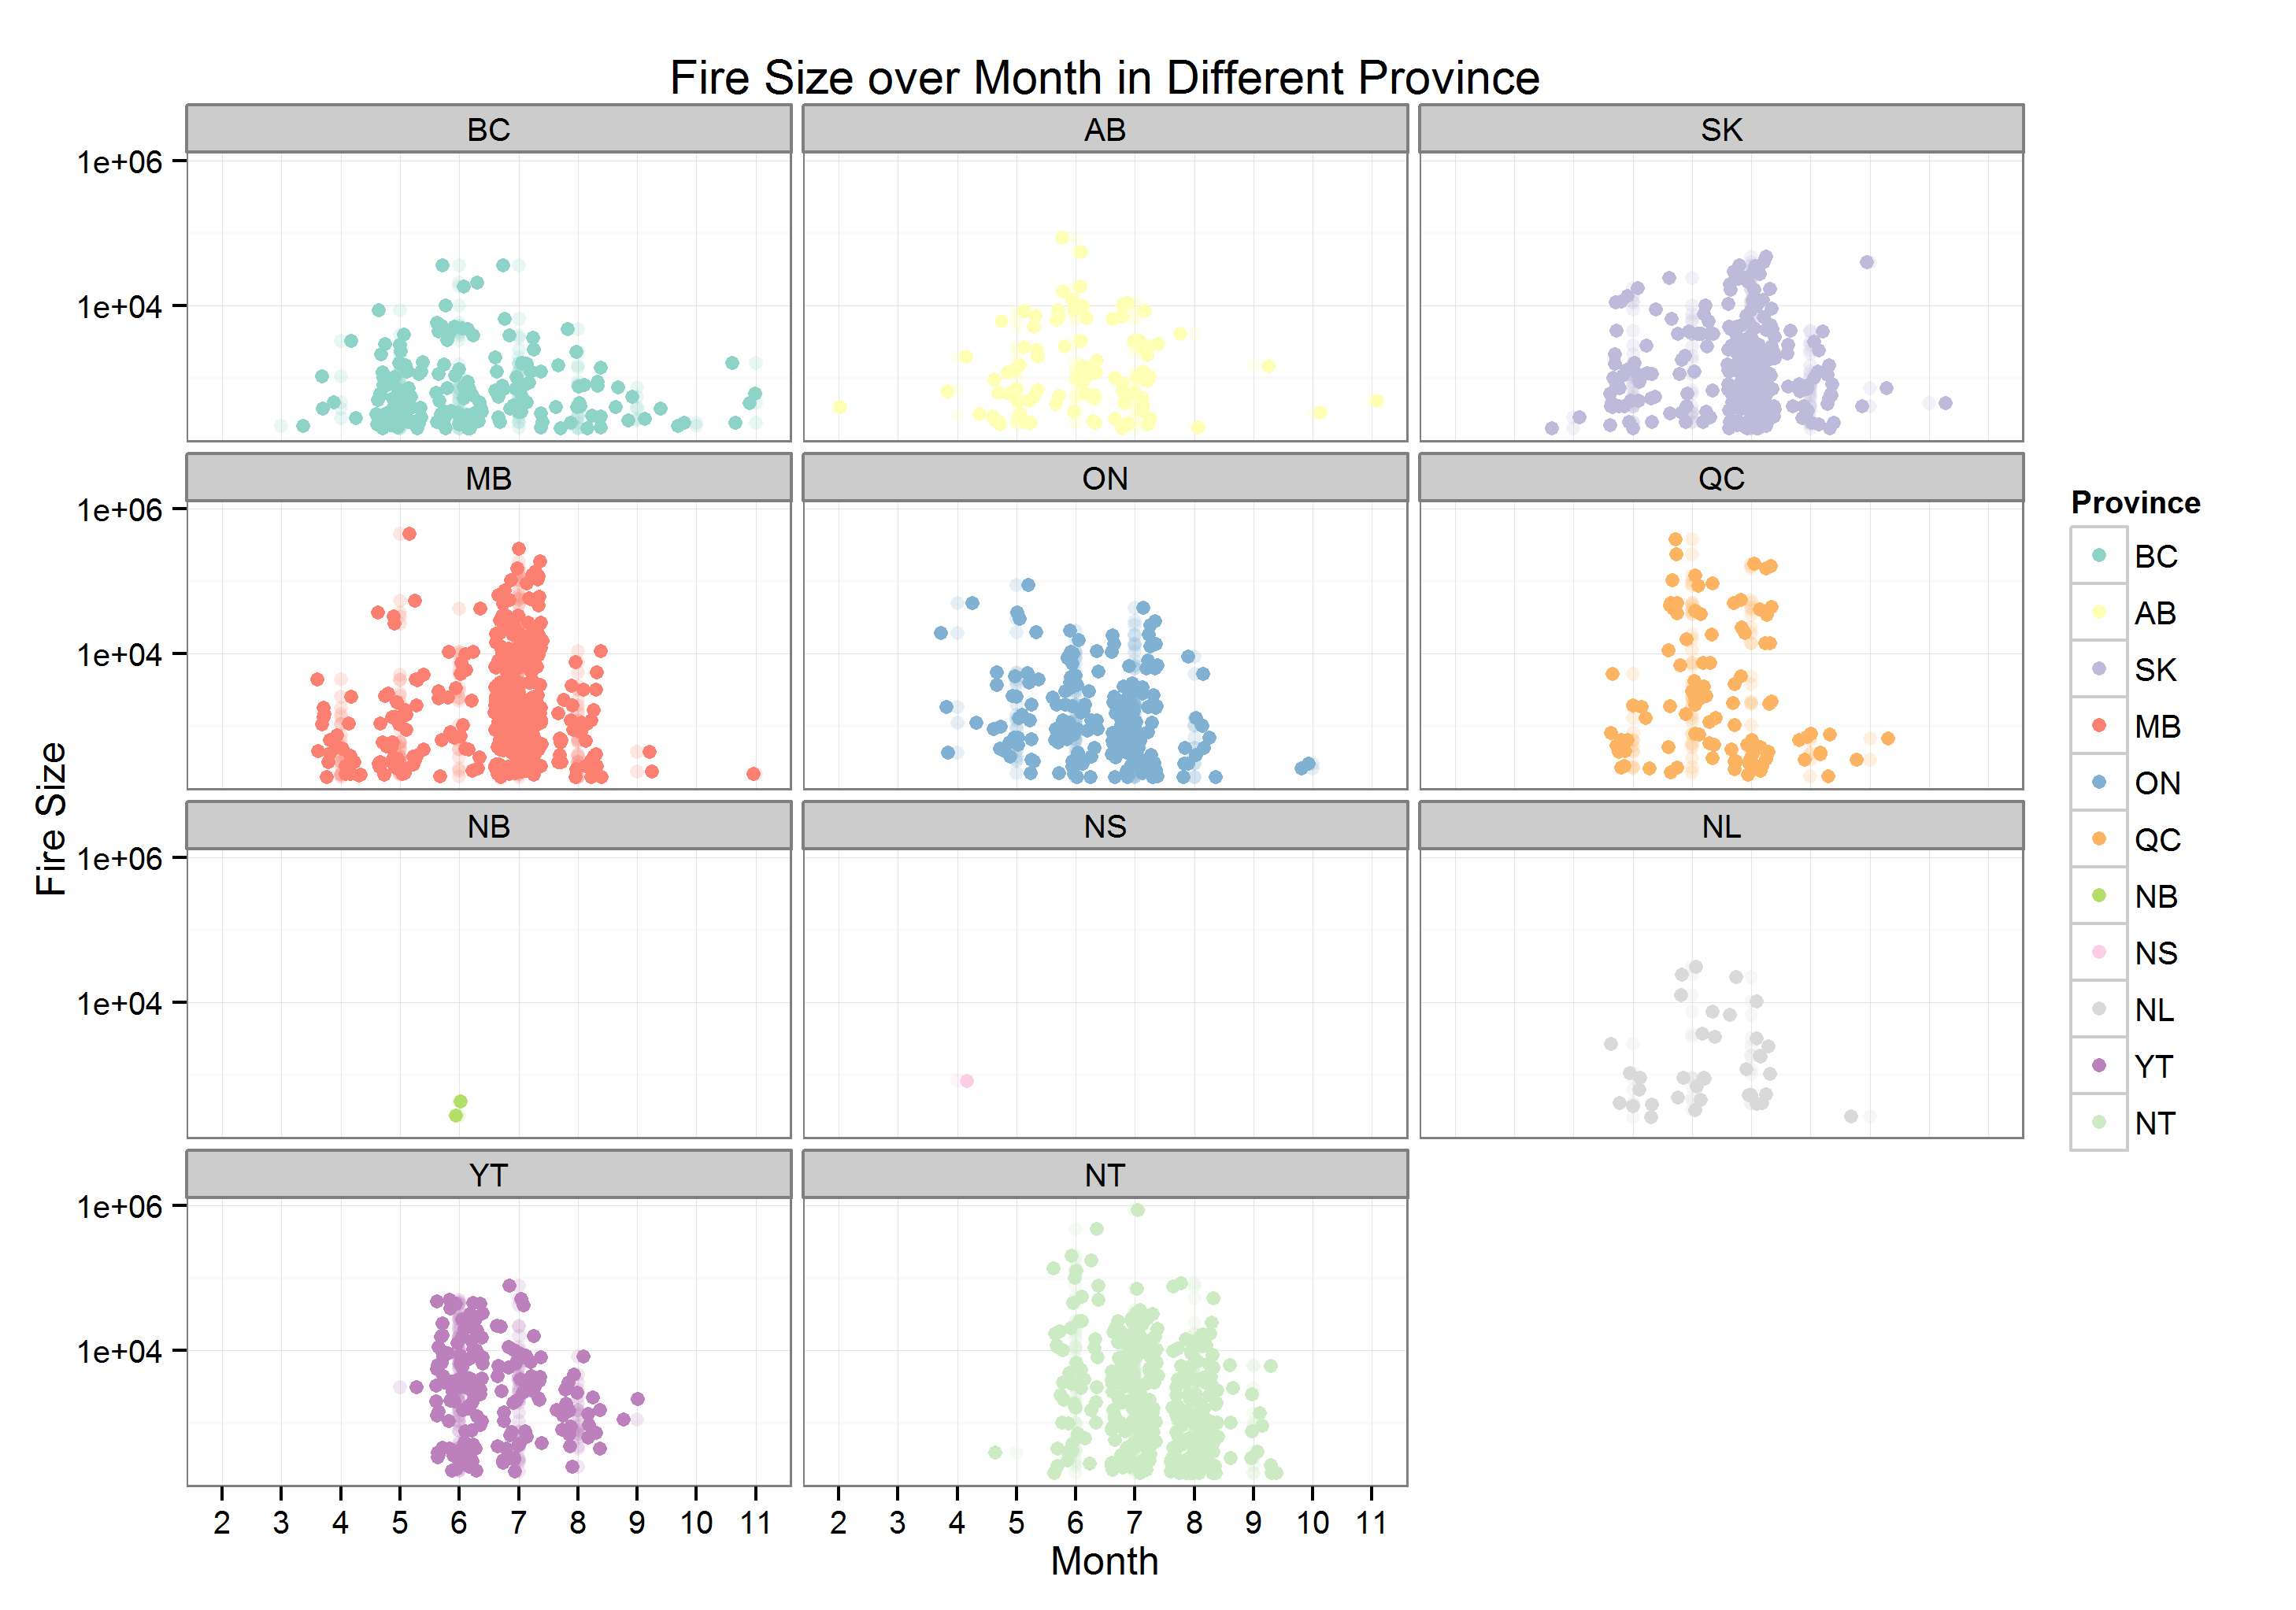 Fire Size over Month in Different Province
BC AB SK
1e+06
1e+04
MB ON QC
1e+06
1e+04
NB NS NL
1e+06
1e+04
YT NT
1e+06
1e+04
2 3 4 5 6 7 8 9 10 11 2 3 4 5 6 7 8 9 10 11
Month
Fire Size
Province
BC
AB
SK
MB
ON
QC
NB
NS
NL
YT
NT